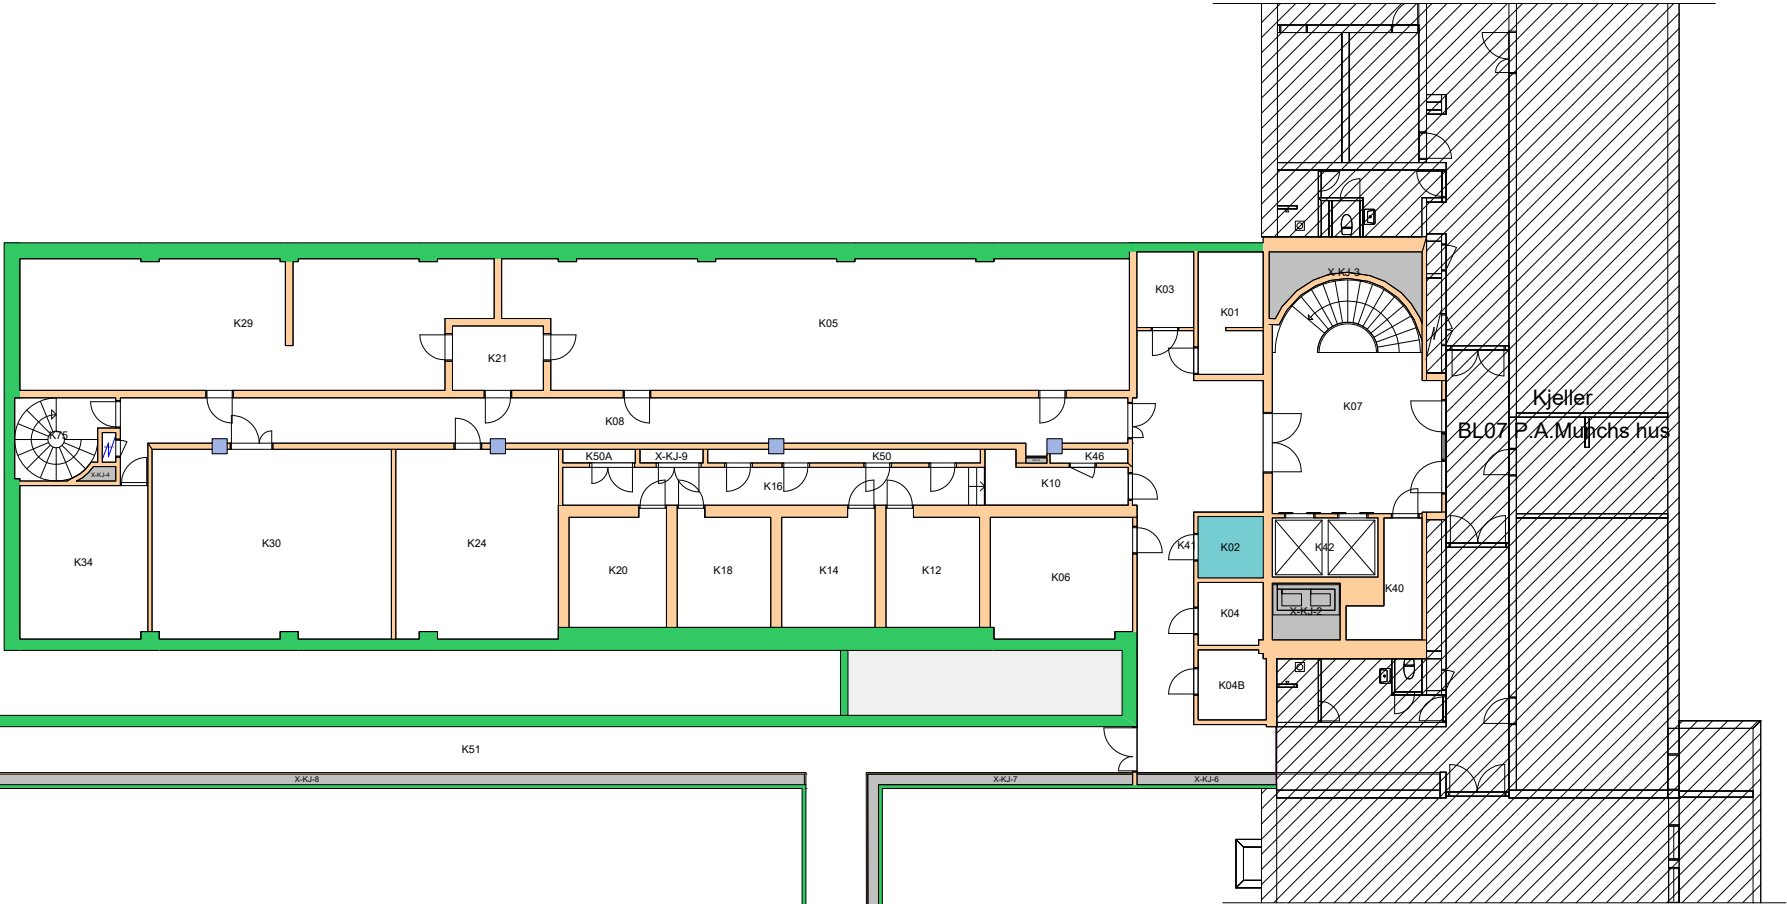 X-KJ-3
K03
K01
K29
K05
K21
Kjeller
K07
K08
BL07 P.A.Munchs hus
K75
K50A
X-KJ-9
K50
K46
X-KJ-4
K16
K10
K30
K24
K41
K02
K42
K34
K20
K18
K14
K12
K06
K40
X-KJ-2
K04
K04B
K51
X-KJ-8
X-KJ-7
X-KJ-6